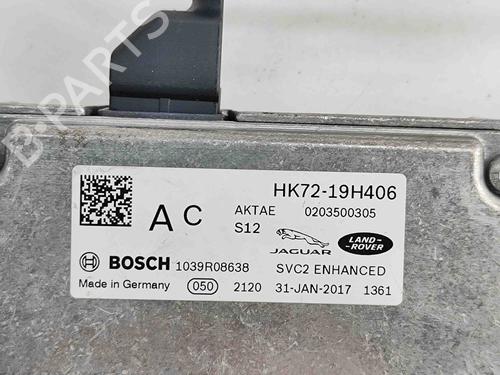 HK72-19H406
AC
AKTAE 0203500305
S12 JAGUAR LAND-ROVER
BOSCH 1039R08638 SVC2 ENHANCED
Made in Germany 050 2120 31-JAN-2017 1361
B-PARTS